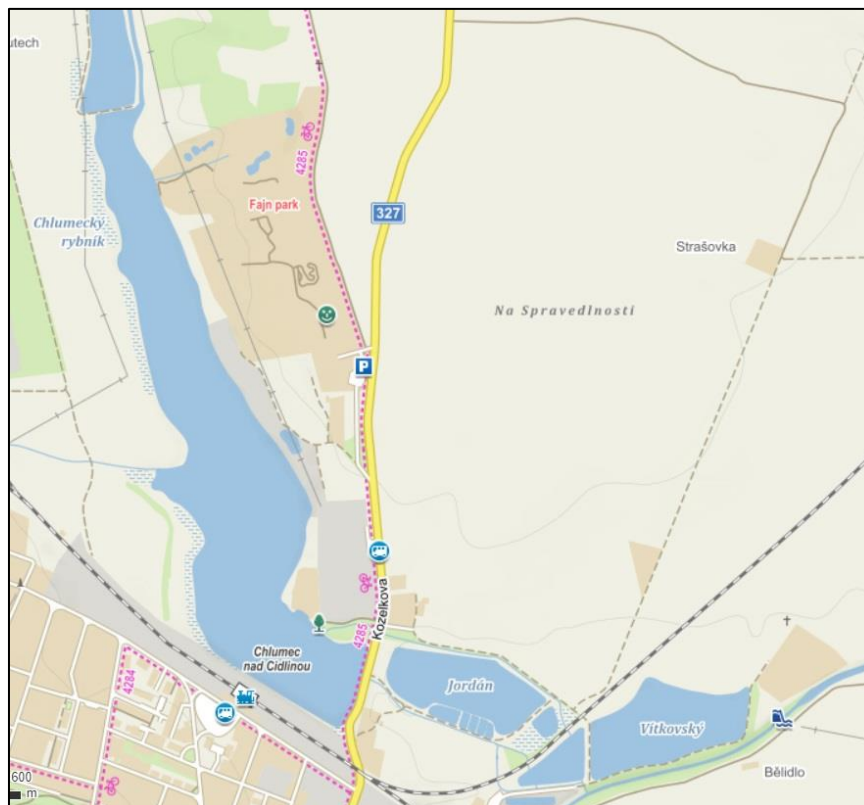 utech
4285
Fajn park
327
Chlumecký
rybník
Strašovka
Na Spravedlnosti
P
Kozelkova
4285
Chlumec
nad Cidlinou
4284
Jordán
Vítkovský
Bělidlo
600
m